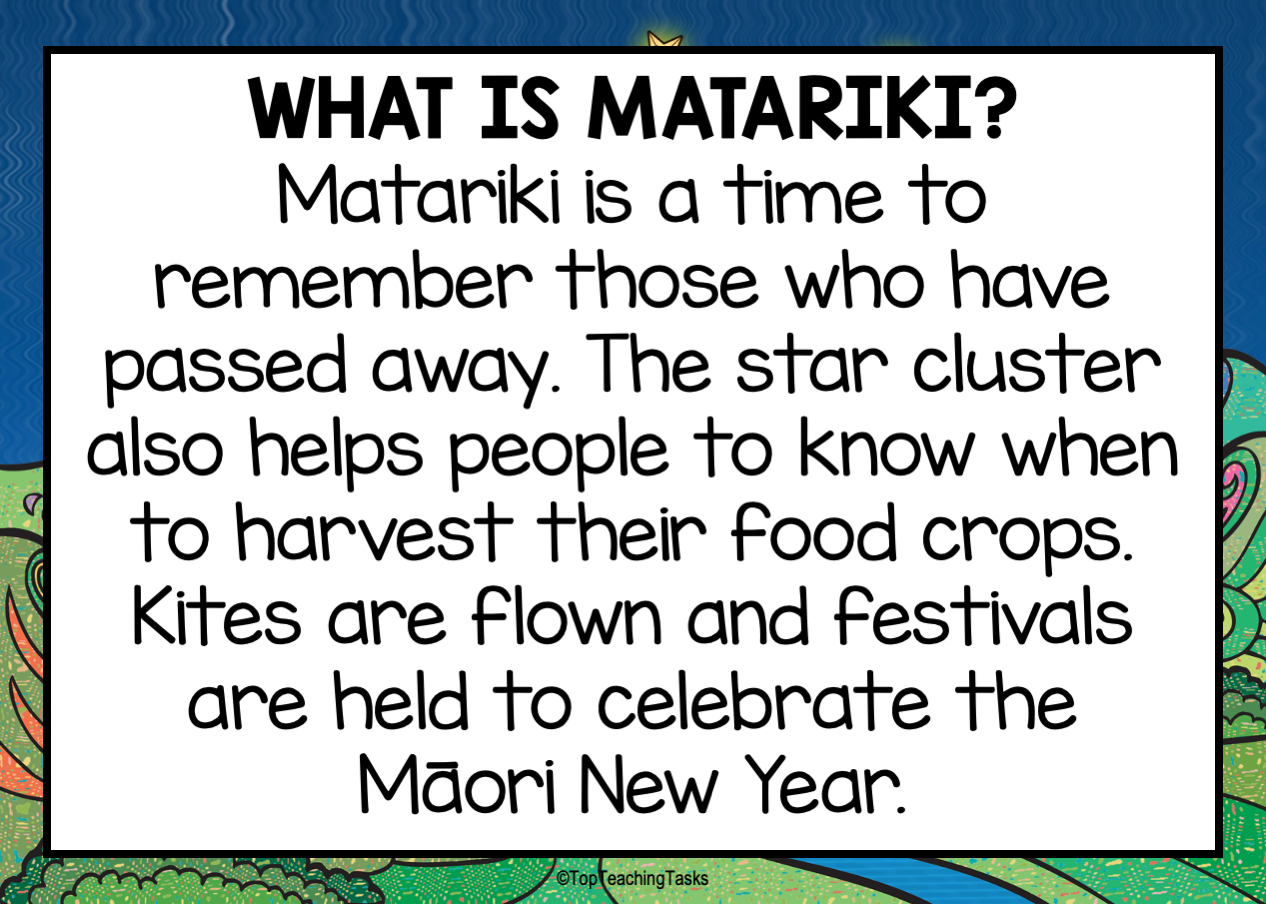 WHAT IS MATARIKI?
Matariki is a time to
remember those who have
passed away. The star cluster
also helps people to know when
to harvest their food crops.
Kites are flown and festivals
are held to celebrate the
Māori New Year.
©TopTeachingTasks